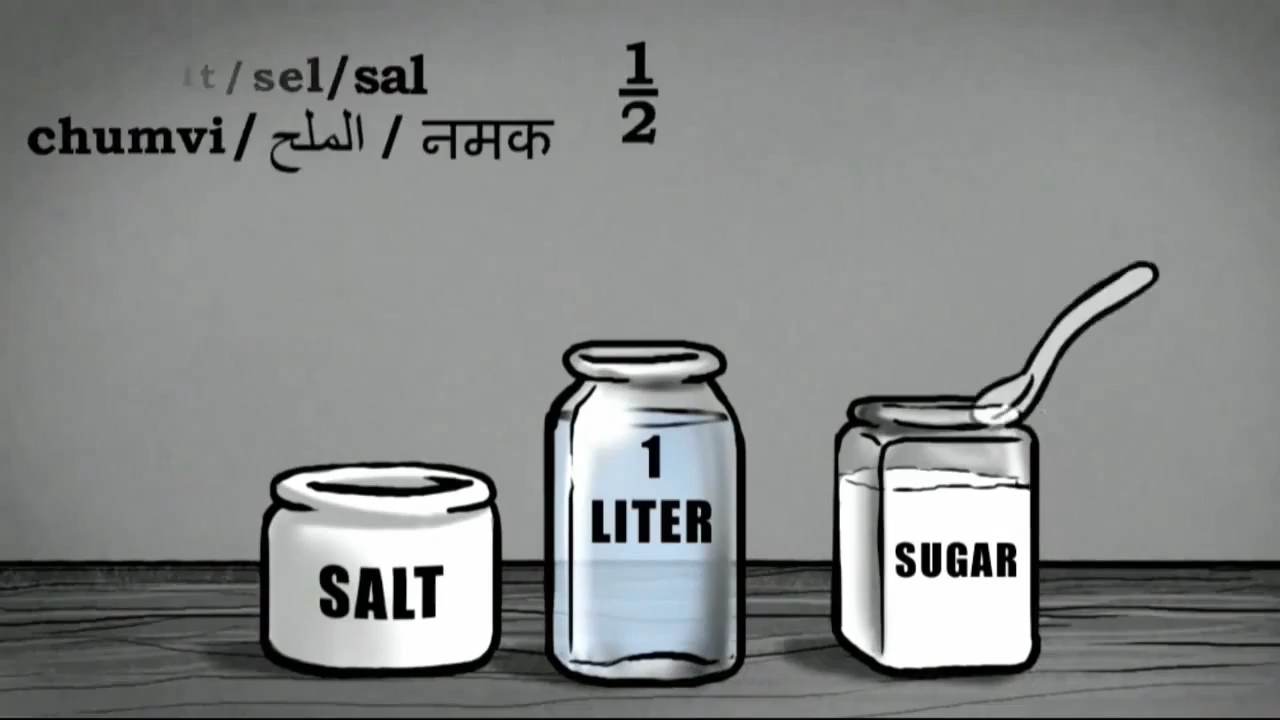 t/sel/sal
chumvi/ الملح / नमक
1
2
1
LITER
SALT
SUGAR